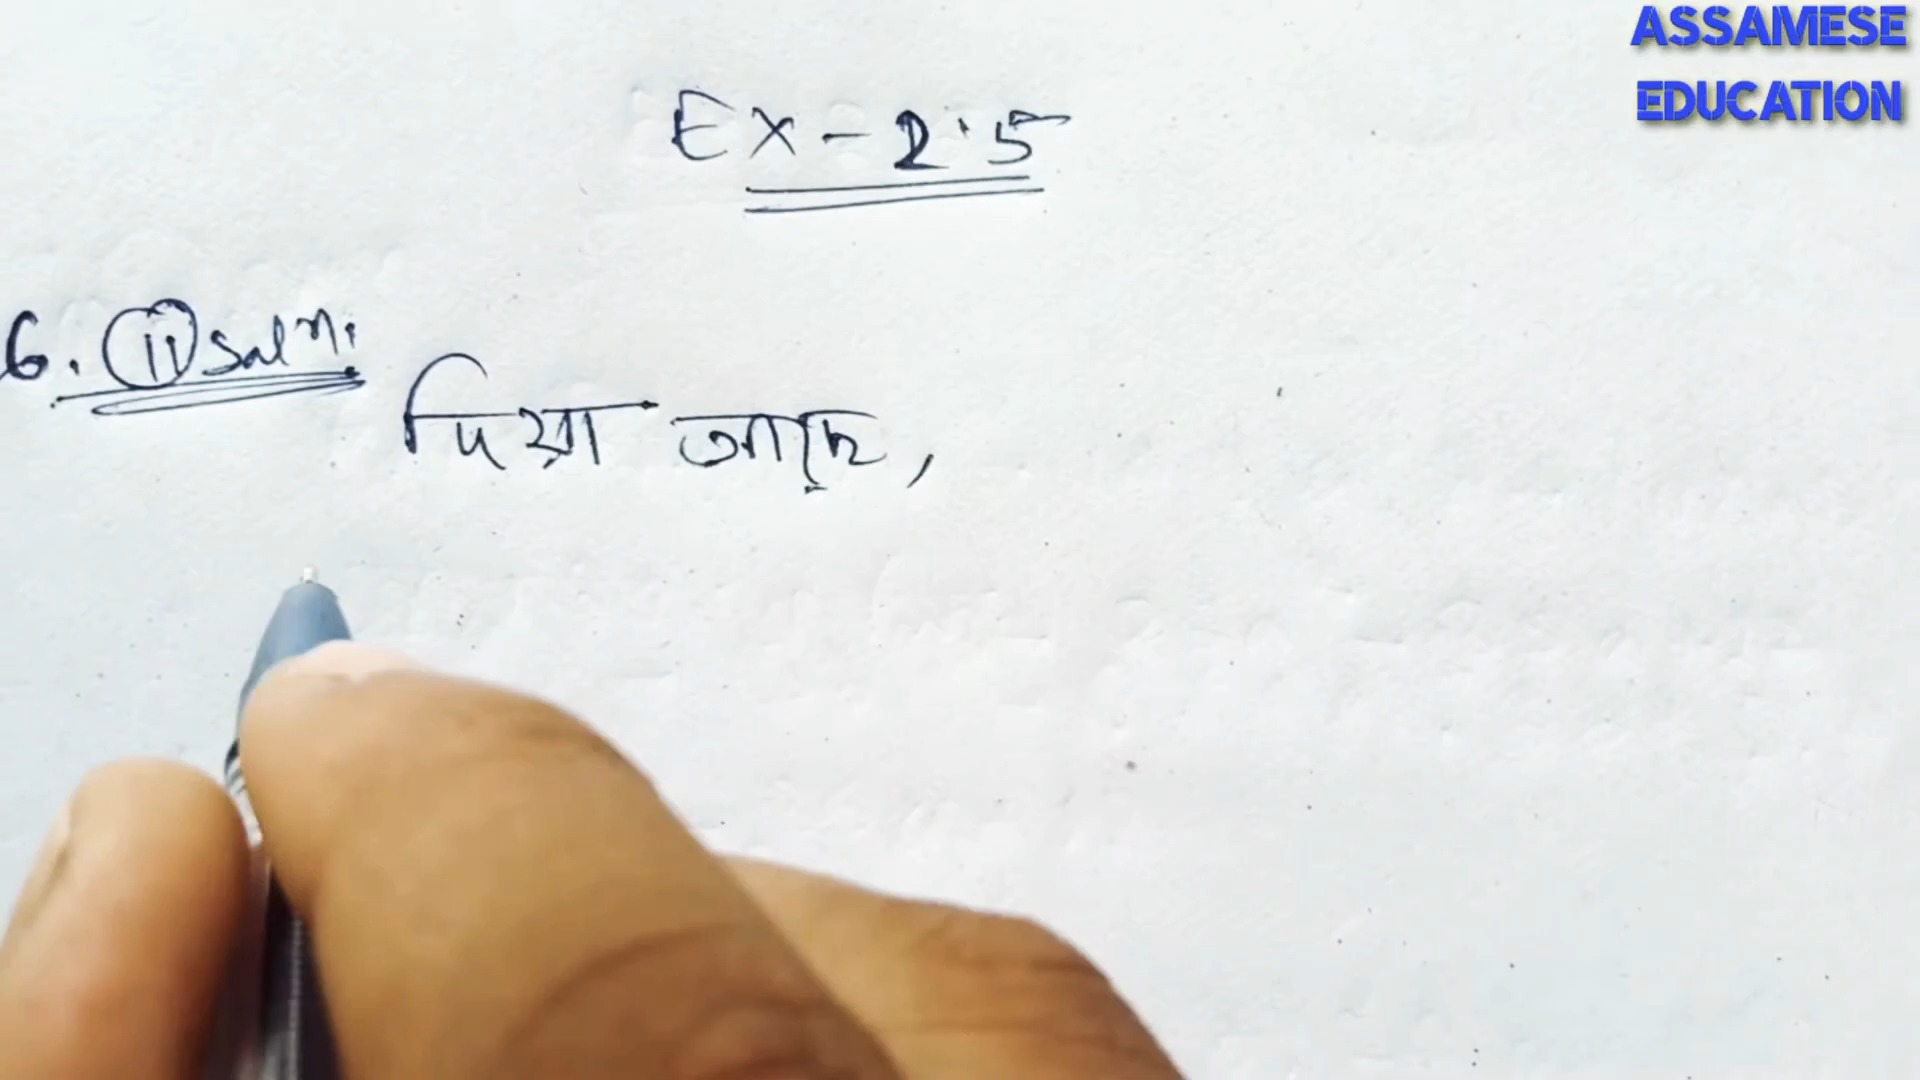 ASSAMESE
EDUCATION
Ex - 2.5
6. (ii) Solⁿ:
দিয়া আছে,